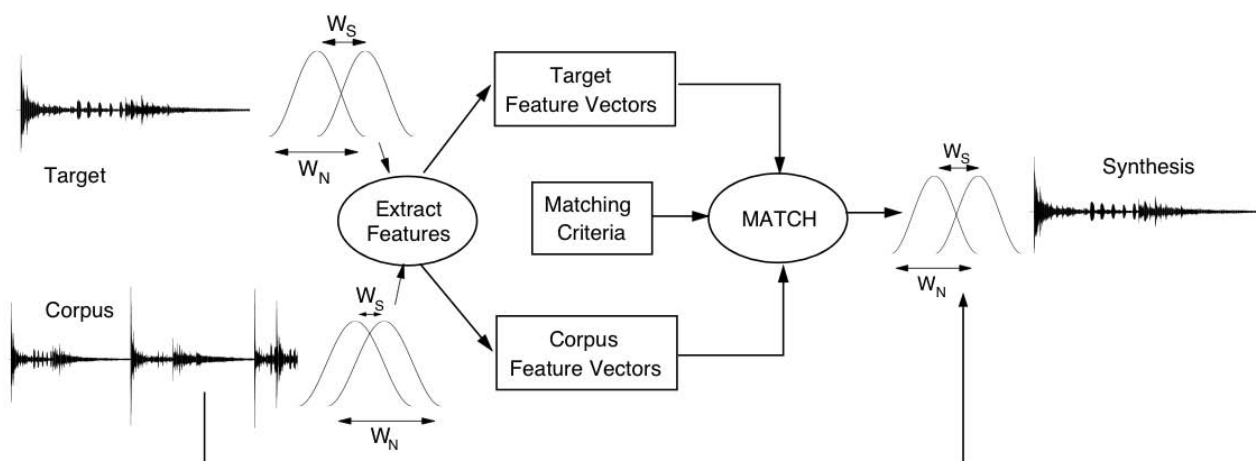 W_S
W_N
Target
Target
Feature Vectors
Extract
Features
Matching
Criteria
MATCH
W_S
W_N
Synthesis
Corpus
W_S
W_N
Corpus
Feature Vectors